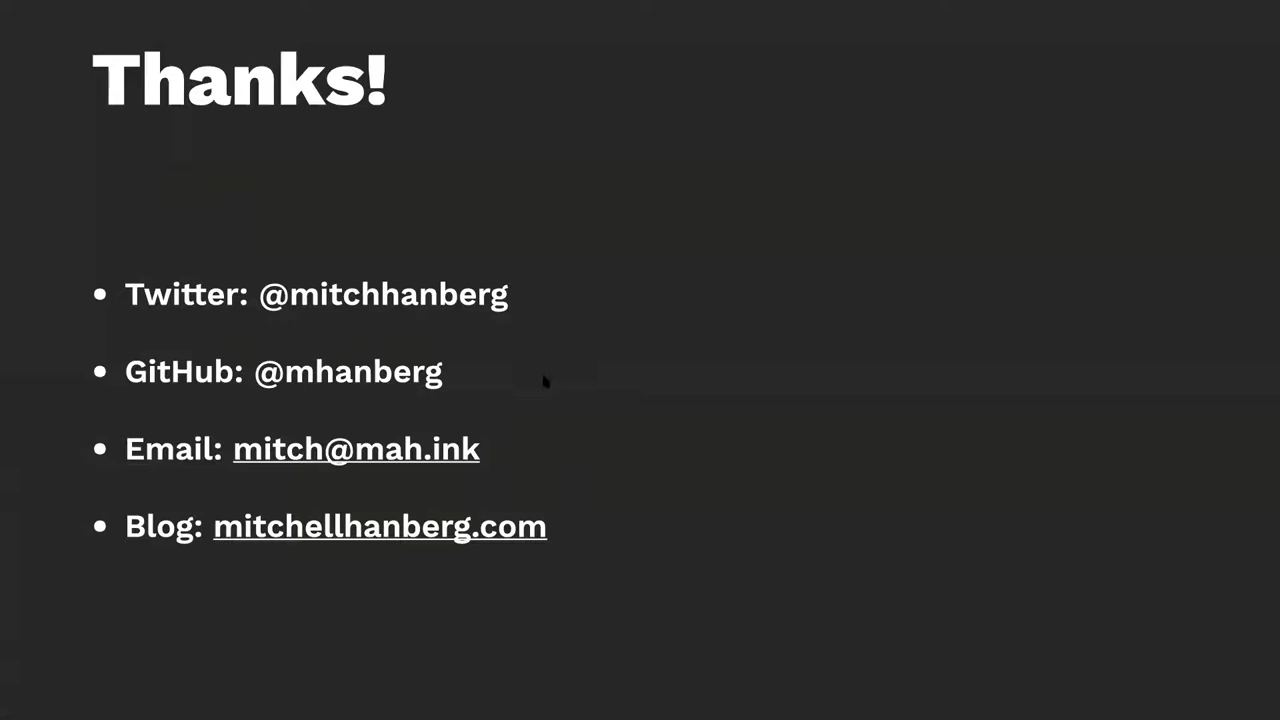 Thanks!
• Twitter: @mitchhanberg
• GitHub: @mhanberg
• Email: mitch@mah.ink
• Blog: mitchellhanberg.com